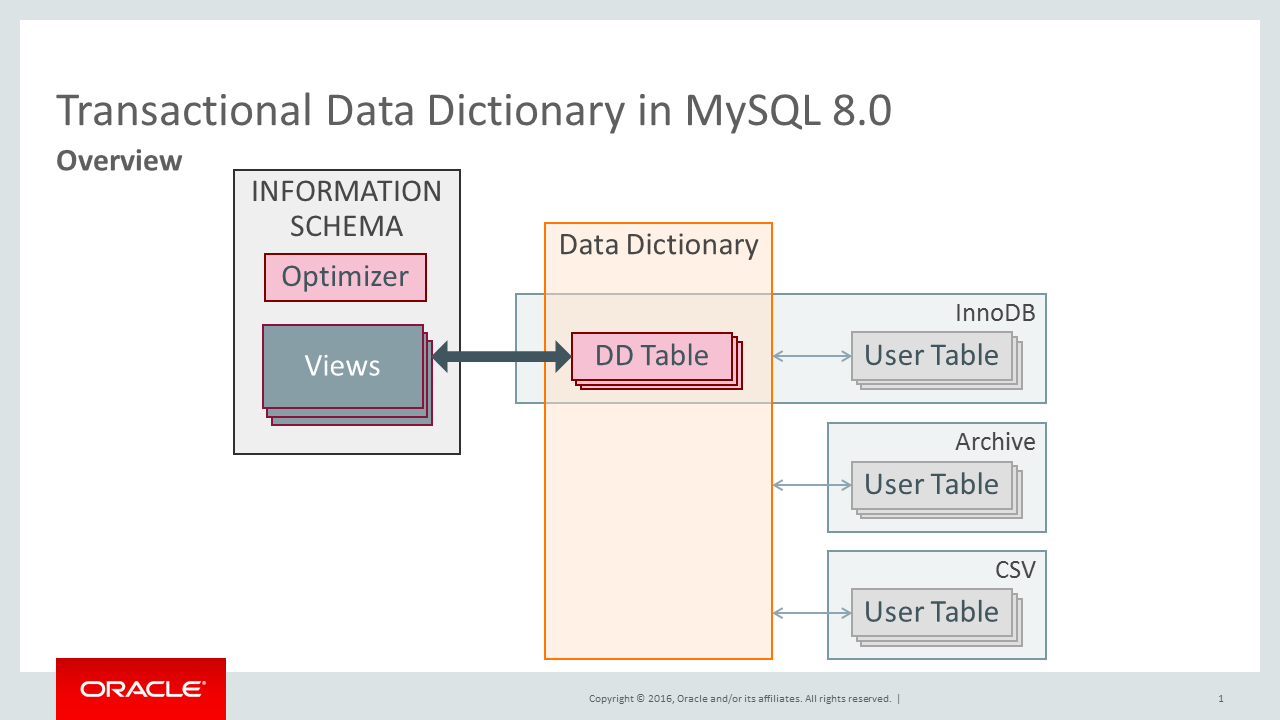 Transactional Data Dictionary in MySQL 8.0
Overview
INFORMATION
SCHEMA
Optimizer
Views
Data Dictionary
DD Table
InnoDB
User Table
Archive
User Table
CSV
User Table
ORACLE®
Copyright © 2016, Oracle and/or its affiliates. All rights reserved. |
1